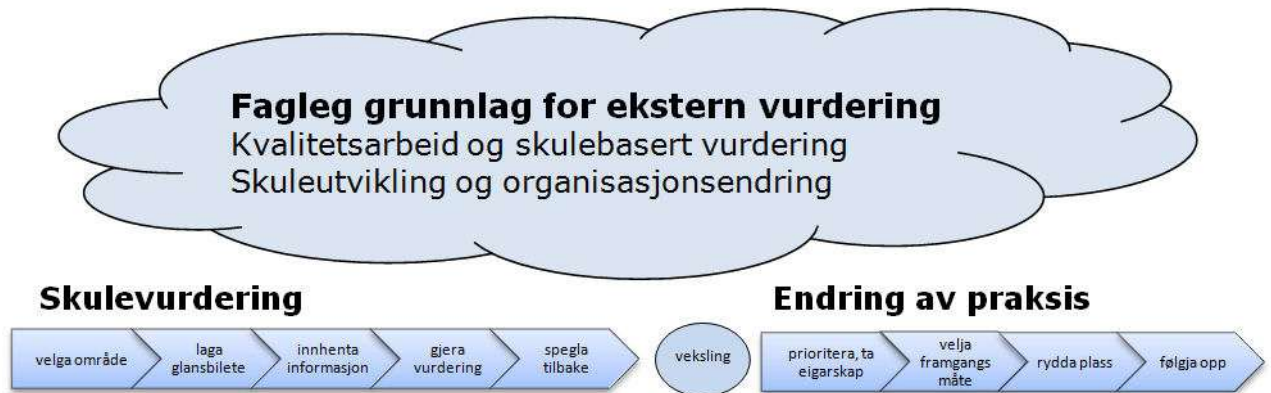 Fagleg grunnlag for ekstern vurdering
Kvalitetsarbeid og skulebasert vurdering
Skuleutvikling og organisasjonsendring
Skulevurdering
velga område
laga
glansbilete
innhenta
informasjon
gjera
vurdering
spegla
tilbake
veksling
Endring av praksis
prioritera, ta
eigarskap
velja
framgangs
måte
rydda plass
følgja opp